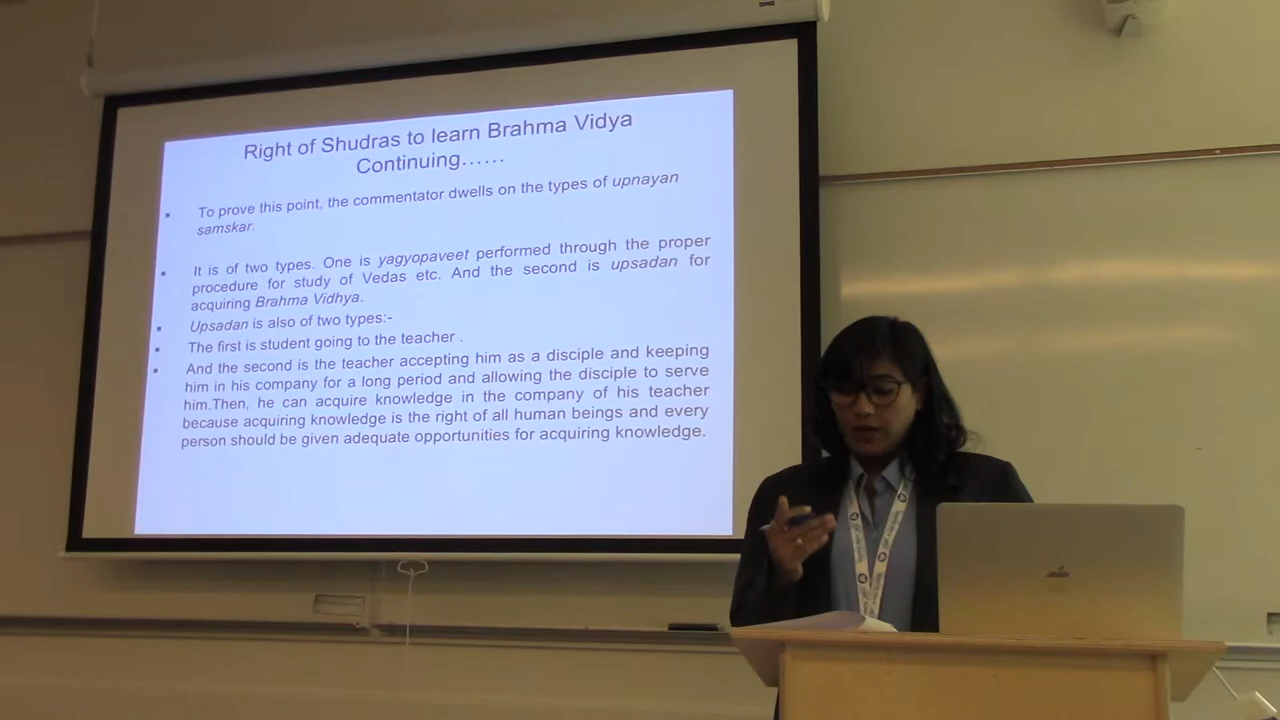 Right of Shudras to learn Brahma Vidya
Continuing……
▪ To prove this point, the commentator dwells on the types of upnayan
samskar.
▪ It is of two types. One is yagyopaveet performed through the proper
procedure for study of Vedas etc. And the second is upsadan for
acquiring Brahma Vidhya.
▪ Upsadan is also of two types:-
▪ The first is student going to the teacher .
▪ And the second is the teacher accepting him as a disciple and keeping
him in his company for a long period and allowing the disciple to serve
him.Then, he can acquire knowledge in the company of his teacher
because acquiring knowledge is the right of all human beings and every
person should be given adequate opportunities for acquiring knowledge.